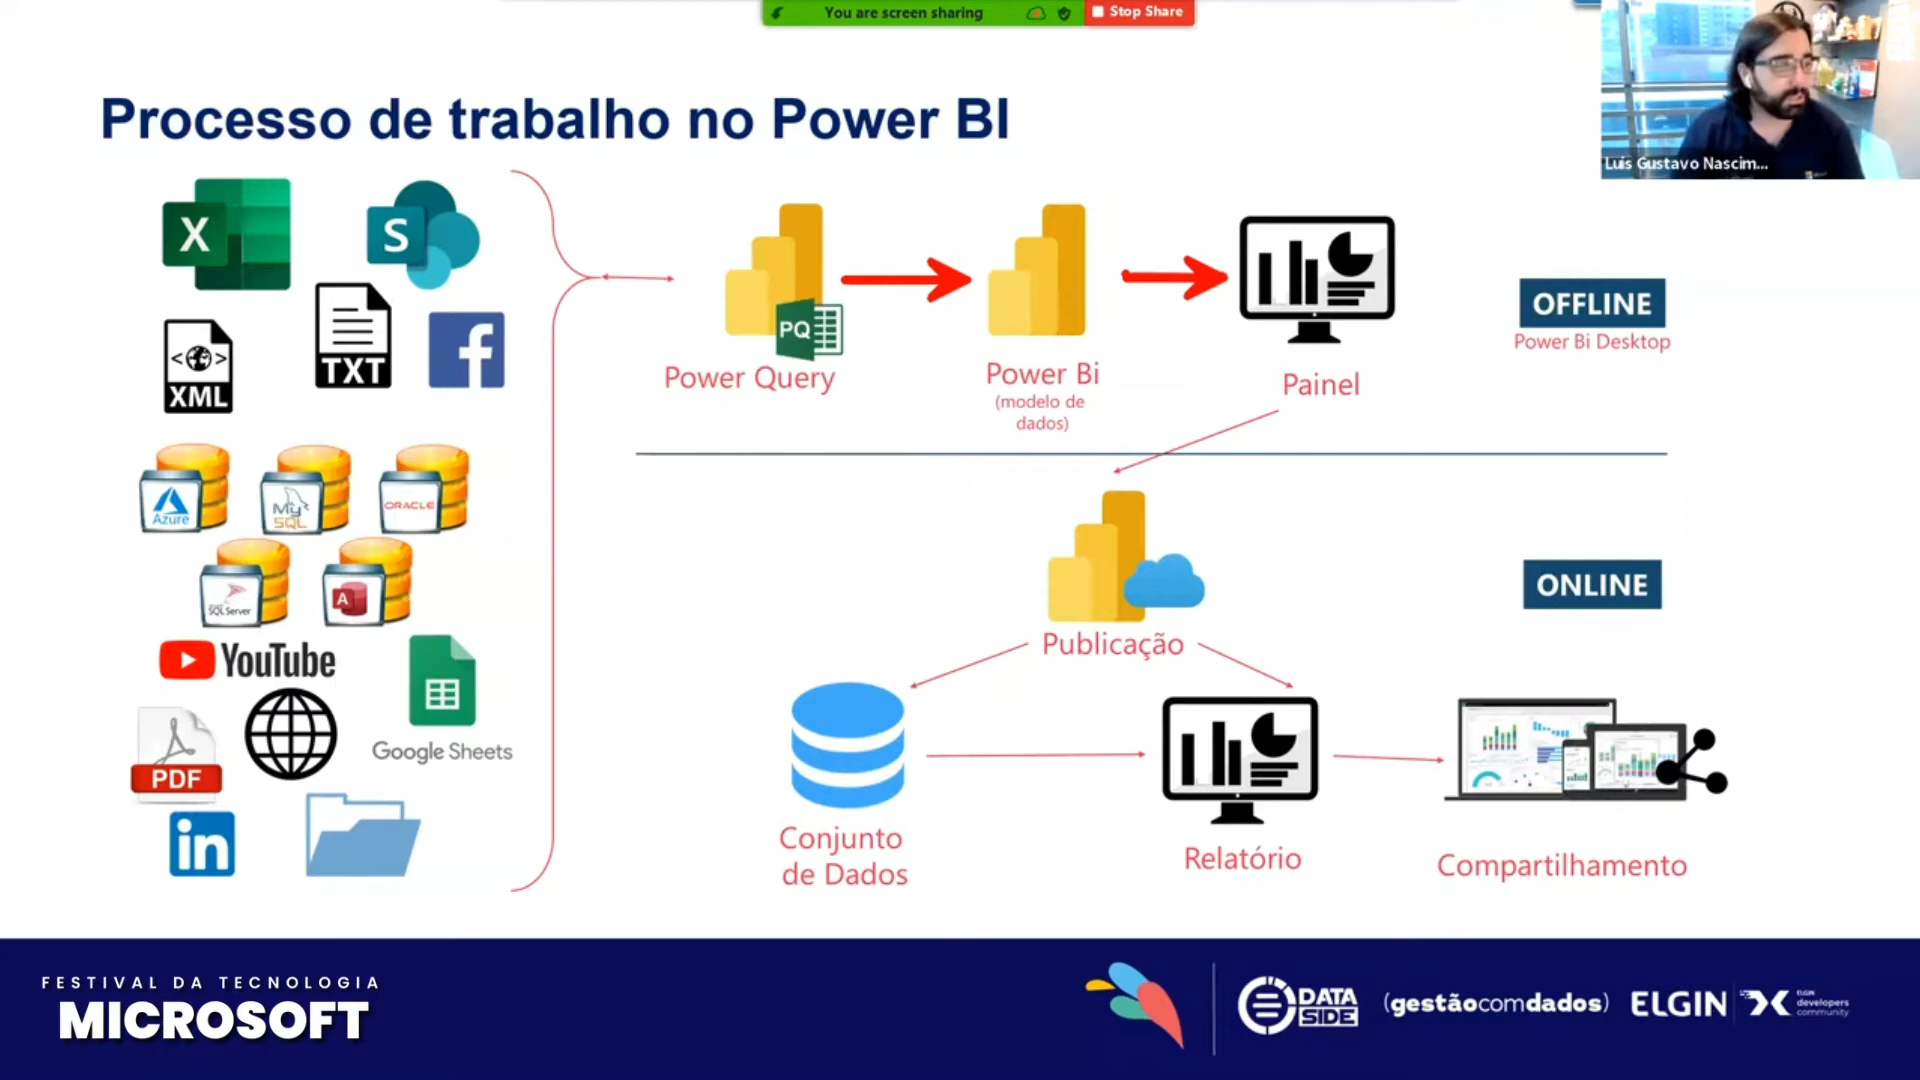 You are screen sharing
Stop Share
Luis Gustavo Nascim...
Processo de trabalho no Power BI
X
S
XML
TXT
f
Azure
My
SQL
ORACLE
SQL Server
A
YouTube
PDF
Google Sheets
in
PQ
Power Query
Power Bi
(modelo de
dados)
Painel
OFFLINE
Power Bi Desktop
Publicação
ONLINE
Conjunto
de Dados
Relatório
Compartilhamento
FESTIVAL DA TECNOLOGIA
MICROSOFT
DATA
SIDE
(gestãocomdados)
ELGIN
ELGIN
developers
community